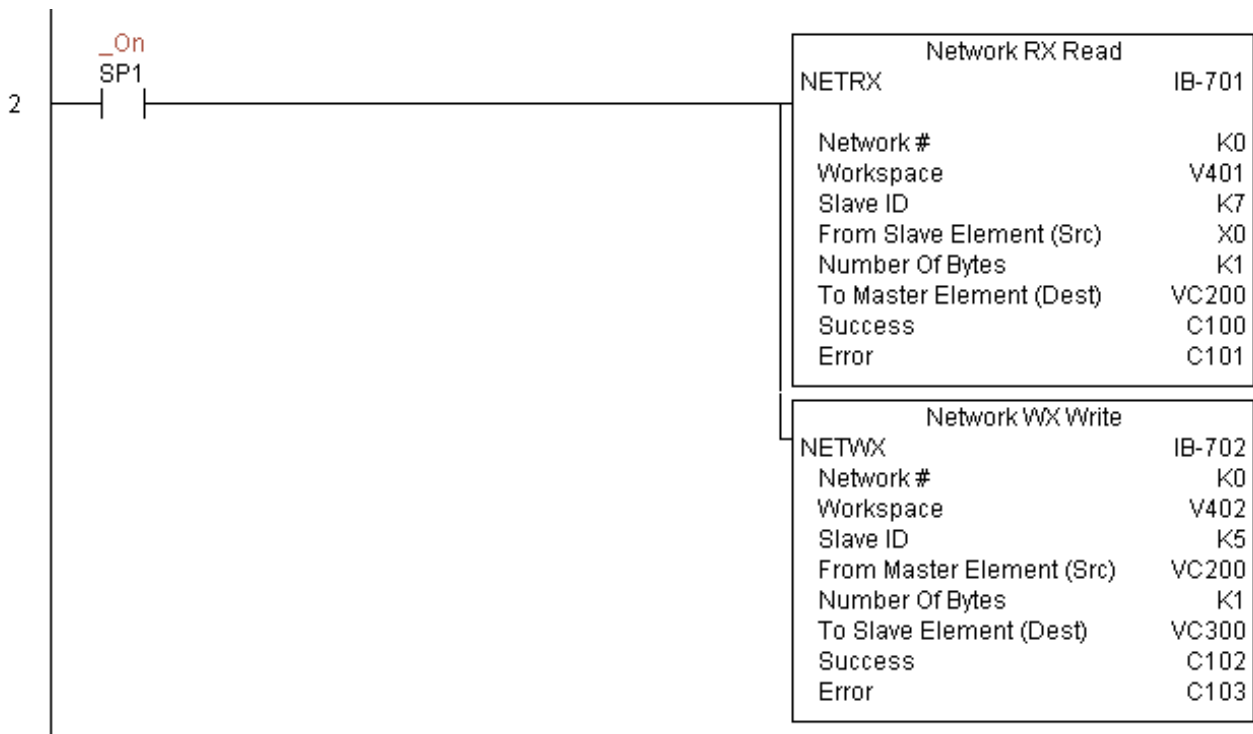 _On
SP1
2
Network RX Read
NETRX IB-701
Network # K0
Workspace V401
Slave ID K7
From Slave Element (Src) X0
Number Of Bytes K1
To Master Element (Dest) VC200
Success C100
Error C101
Network WX Write
NETWX IB-702
Network # K0
Workspace V402
Slave ID K5
From Master Element (Src) VC200
Number Of Bytes K1
To Slave Element (Dest) VC300
Success C102
Error C103